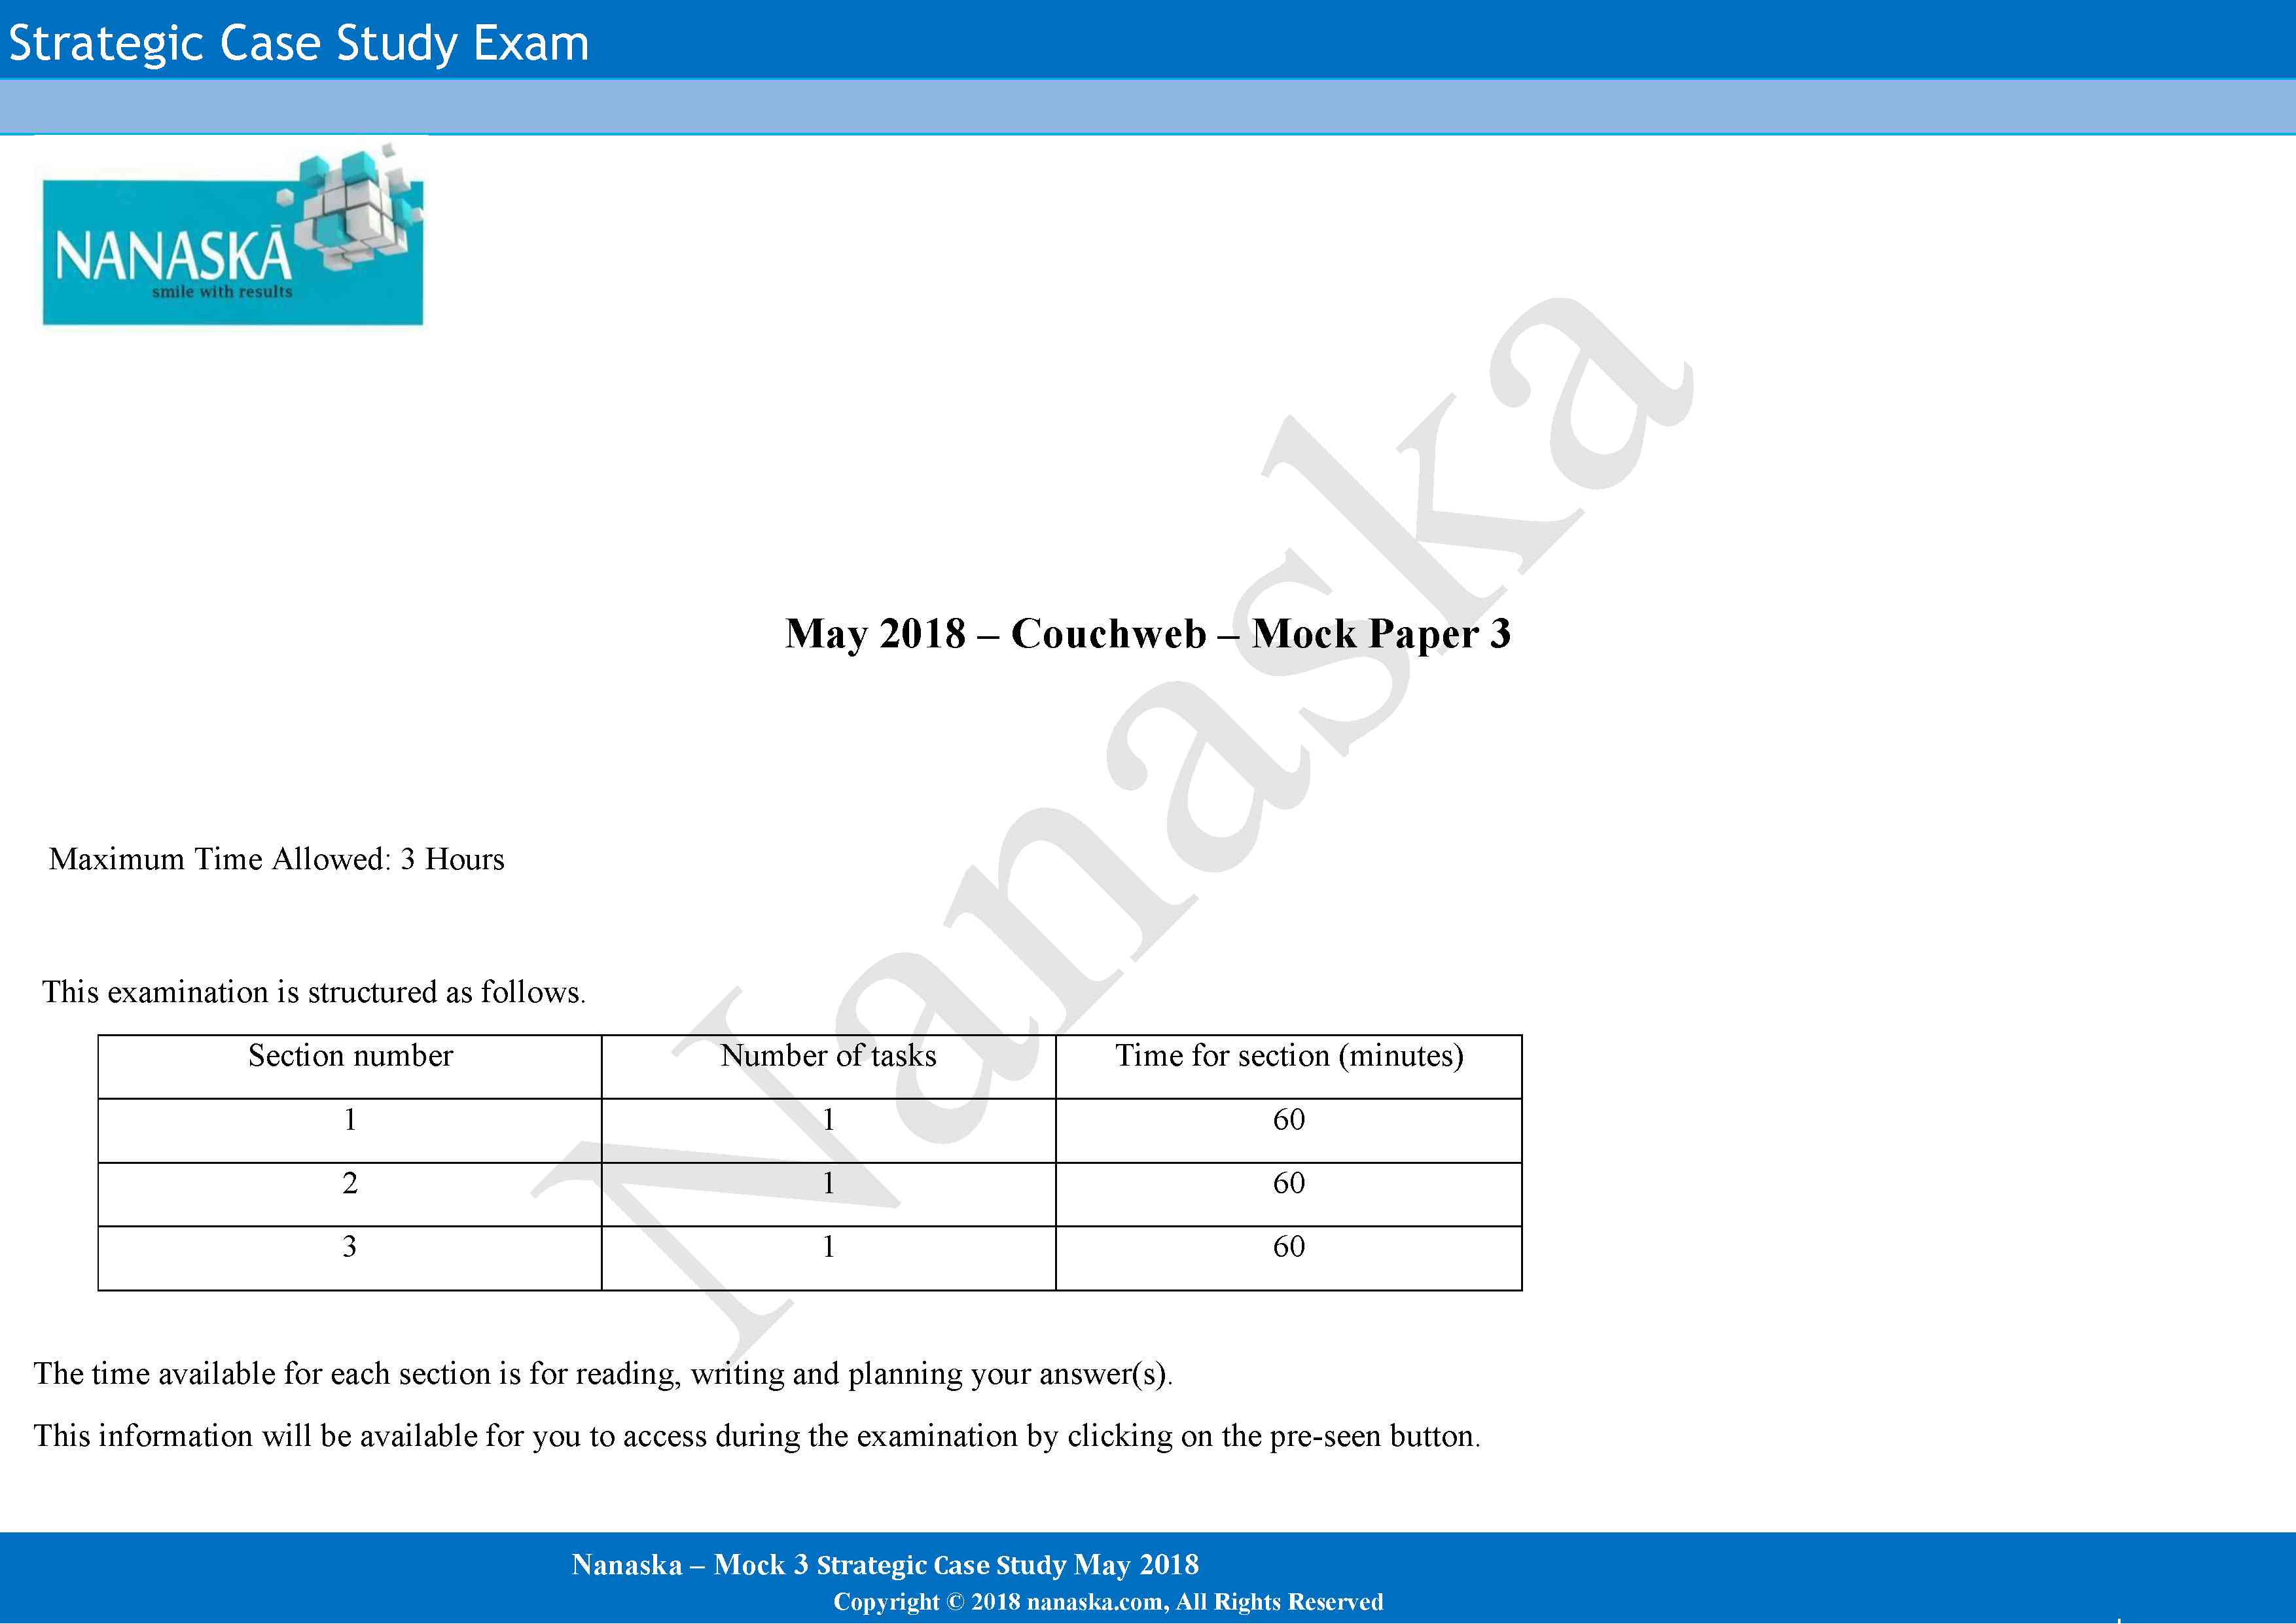 Strategic Case Study Exam
NANASKĀ
smile with results
Nanaska
May 2018 – Couchweb – Mock Paper 3
Maximum Time Allowed: 3 Hours
This examination is structured as follows.
Section number Number of tasks Time for section (minutes)
1 1 60
2 1 60
3 1 60
The time available for each section is for reading, writing and planning your answer(s).
This information will be available for you to access during the examination by clicking on the pre-seen button.
Nanaska – Mock 3 Strategic Case Study May 2018
Copyright © 2018 nanaska.com, All Rights Reserved